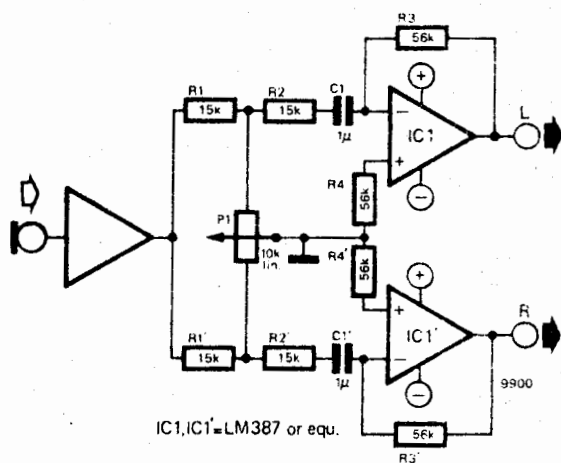 R3
56k
R1
R2
C1
15k
15k
1μ
+
−
IC1
+
−
L
R4
56k
P1
10k
lin.
R4'
56k
+
IC1'
−
+
−
R
R1'
R2'
C1'
15k
15k
1μ
9900
56k
R3'
IC1,IC1'=LM387 or equ.